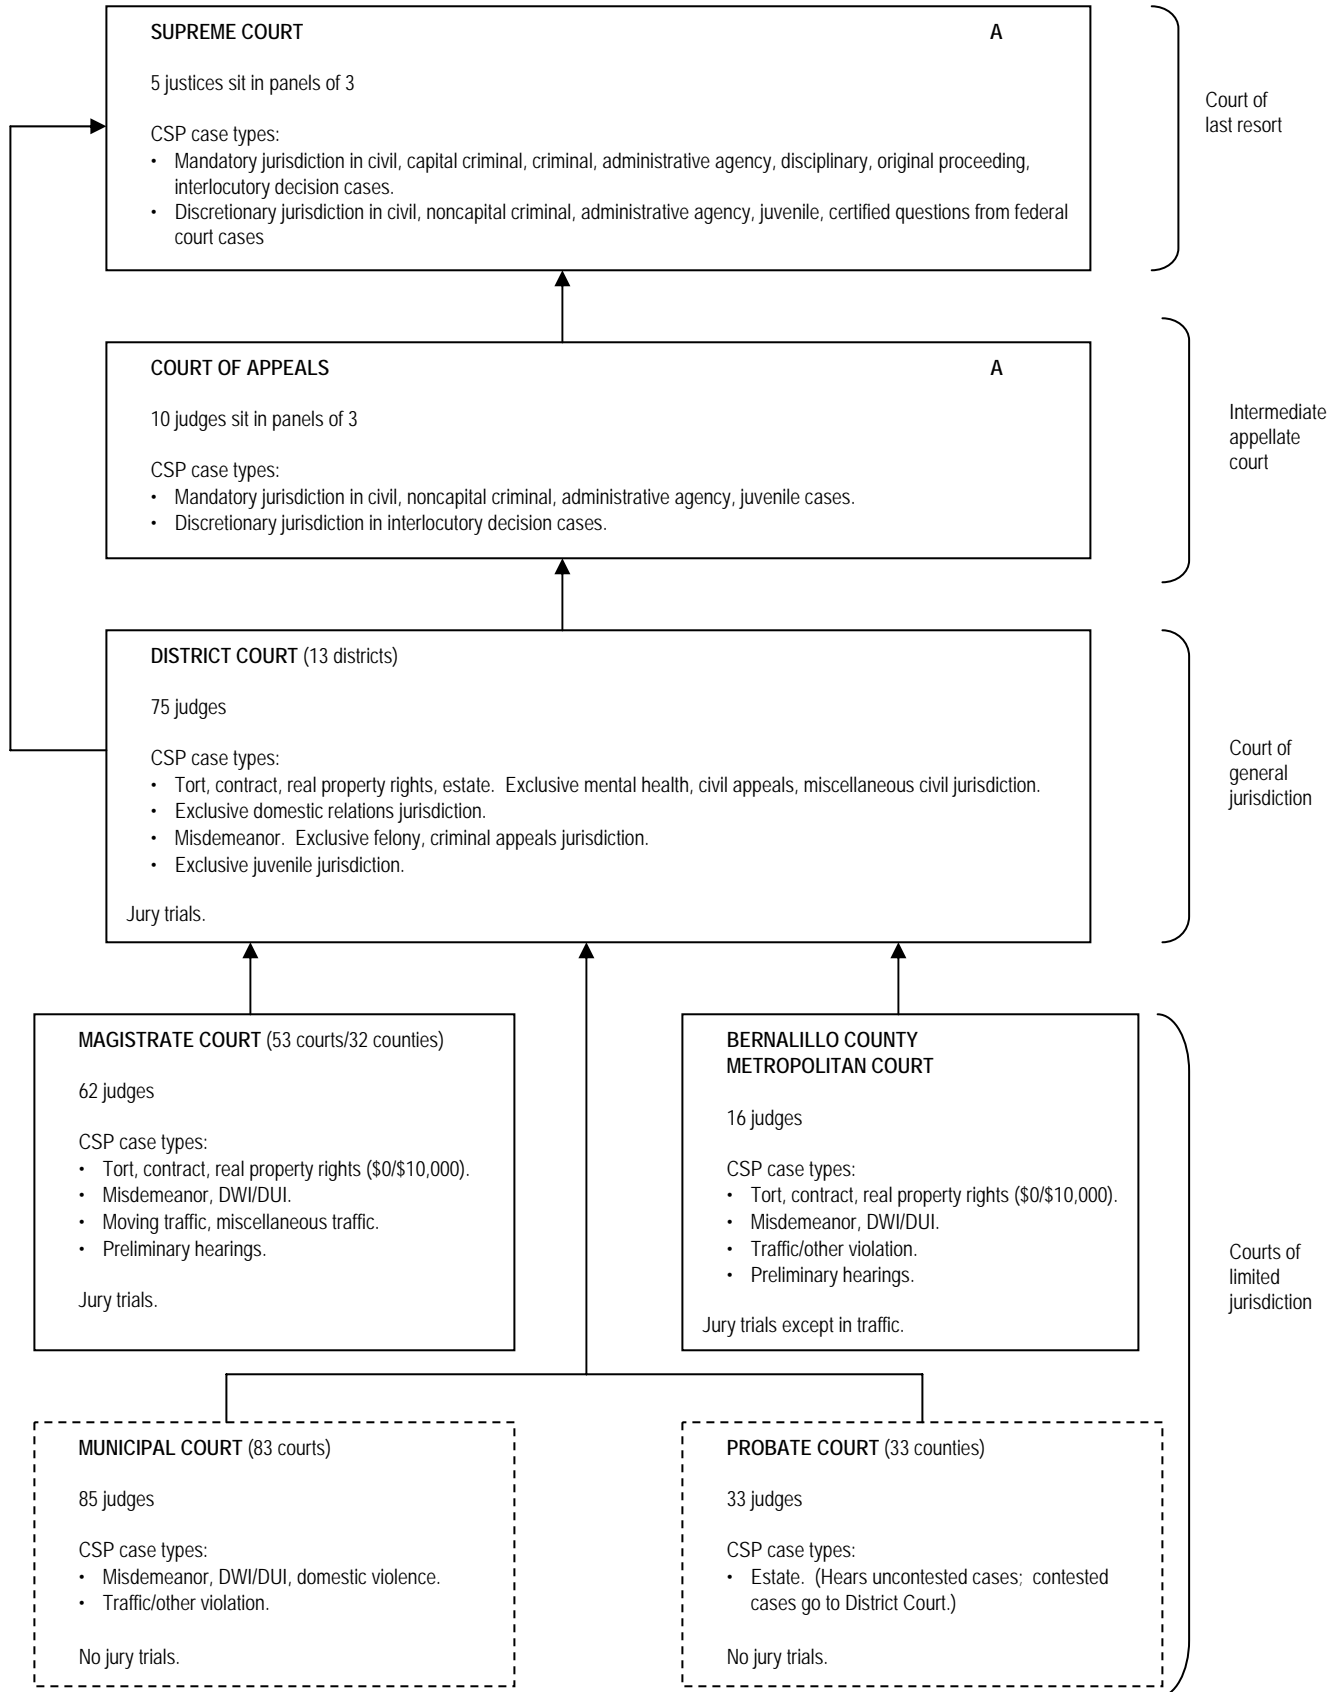 SUPREME COURT A
5 justices sit in panels of 3
CSP case types:
• Mandatory jurisdiction in civil, capital criminal, criminal, administrative agency, disciplinary, original proceeding,
interlocutory decision cases.
• Discretionary jurisdiction in civil, noncapital criminal, administrative agency, juvenile, certified questions from federal
court cases
Court of
last resort
COURT OF APPEALS A
10 judges sit in panels of 3
CSP case types:
• Mandatory jurisdiction in civil, noncapital criminal, administrative agency, juvenile cases.
• Discretionary jurisdiction in interlocutory decision cases.
Intermediate
appellate
court
DISTRICT COURT (13 districts)
75 judges
CSP case types:
• Tort, contract, real property rights, estate. Exclusive mental health, civil appeals, miscellaneous civil jurisdiction.
• Exclusive domestic relations jurisdiction.
• Misdemeanor. Exclusive felony, criminal appeals jurisdiction.
• Exclusive juvenile jurisdiction.
Jury trials.
Court of
general
jurisdiction
MAGISTRATE COURT (53 courts/32 counties)
62 judges
CSP case types:
• Tort, contract, real property rights ($0/$10,000).
• Misdemeanor, DWI/DUI.
• Moving traffic, miscellaneous traffic.
• Preliminary hearings.
Jury trials.
BERNALILLO COUNTY
METROPOLITAN COURT
16 judges
CSP case types:
• Tort, contract, real property rights ($0/$10,000).
• Misdemeanor, DWI/DUI.
• Traffic/other violation.
• Preliminary hearings.
Jury trials except in traffic.
Courts of
limited
jurisdiction
MUNICIPAL COURT (83 courts)
85 judges
CSP case types:
• Misdemeanor, DWI/DUI, domestic violence.
• Traffic/other violation.
No jury trials.
PROBATE COURT (33 counties)
33 judges
CSP case types:
• Estate. (Hears uncontested cases; contested
cases go to District Court.)
No jury trials.